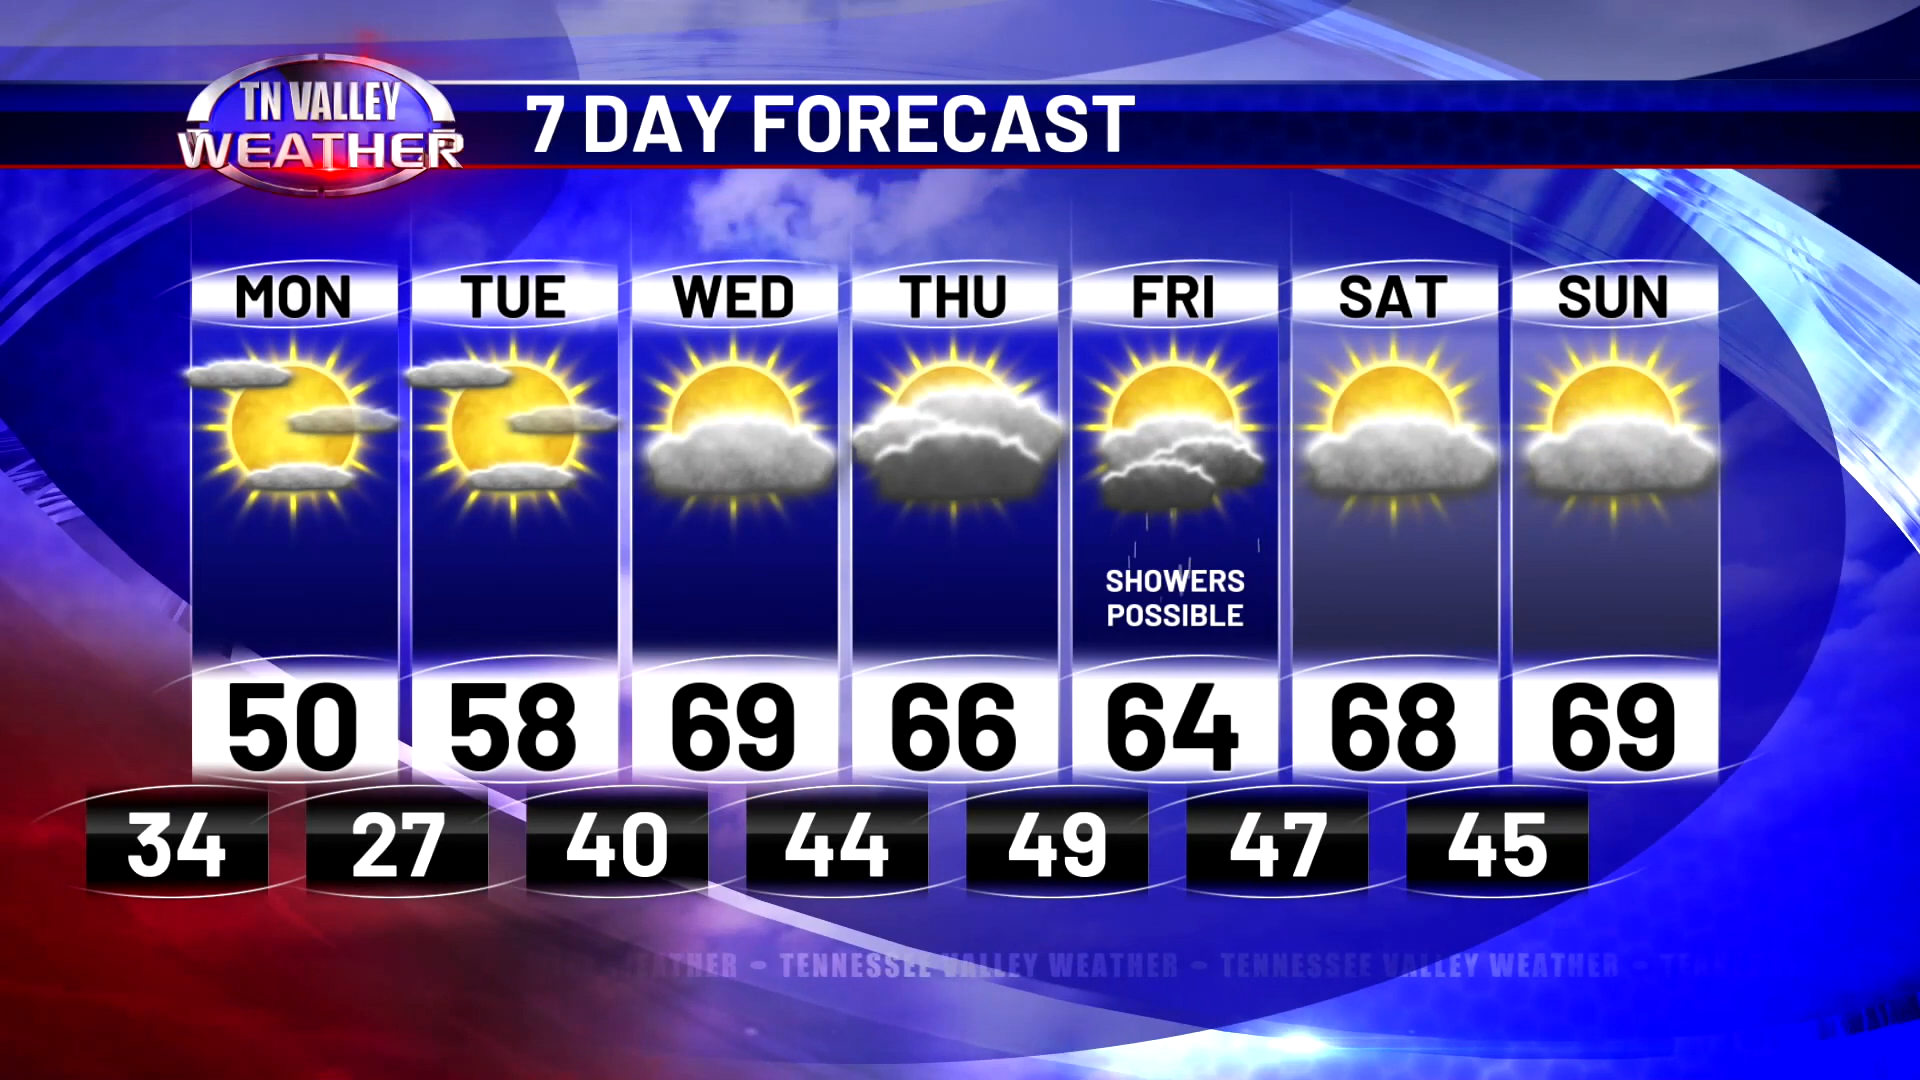 TN VALLEY
WEATHER
7 DAY FORECAST
MON TUE WED THU FRI SAT SUN
SHOWERS
POSSIBLE
50 58 69 66 64 68 69
34 27 40 44 49 47 45
WEATHER - TENNESSEE VALLEY WEATHER - TENNESSEE VALLEY WEATHER -